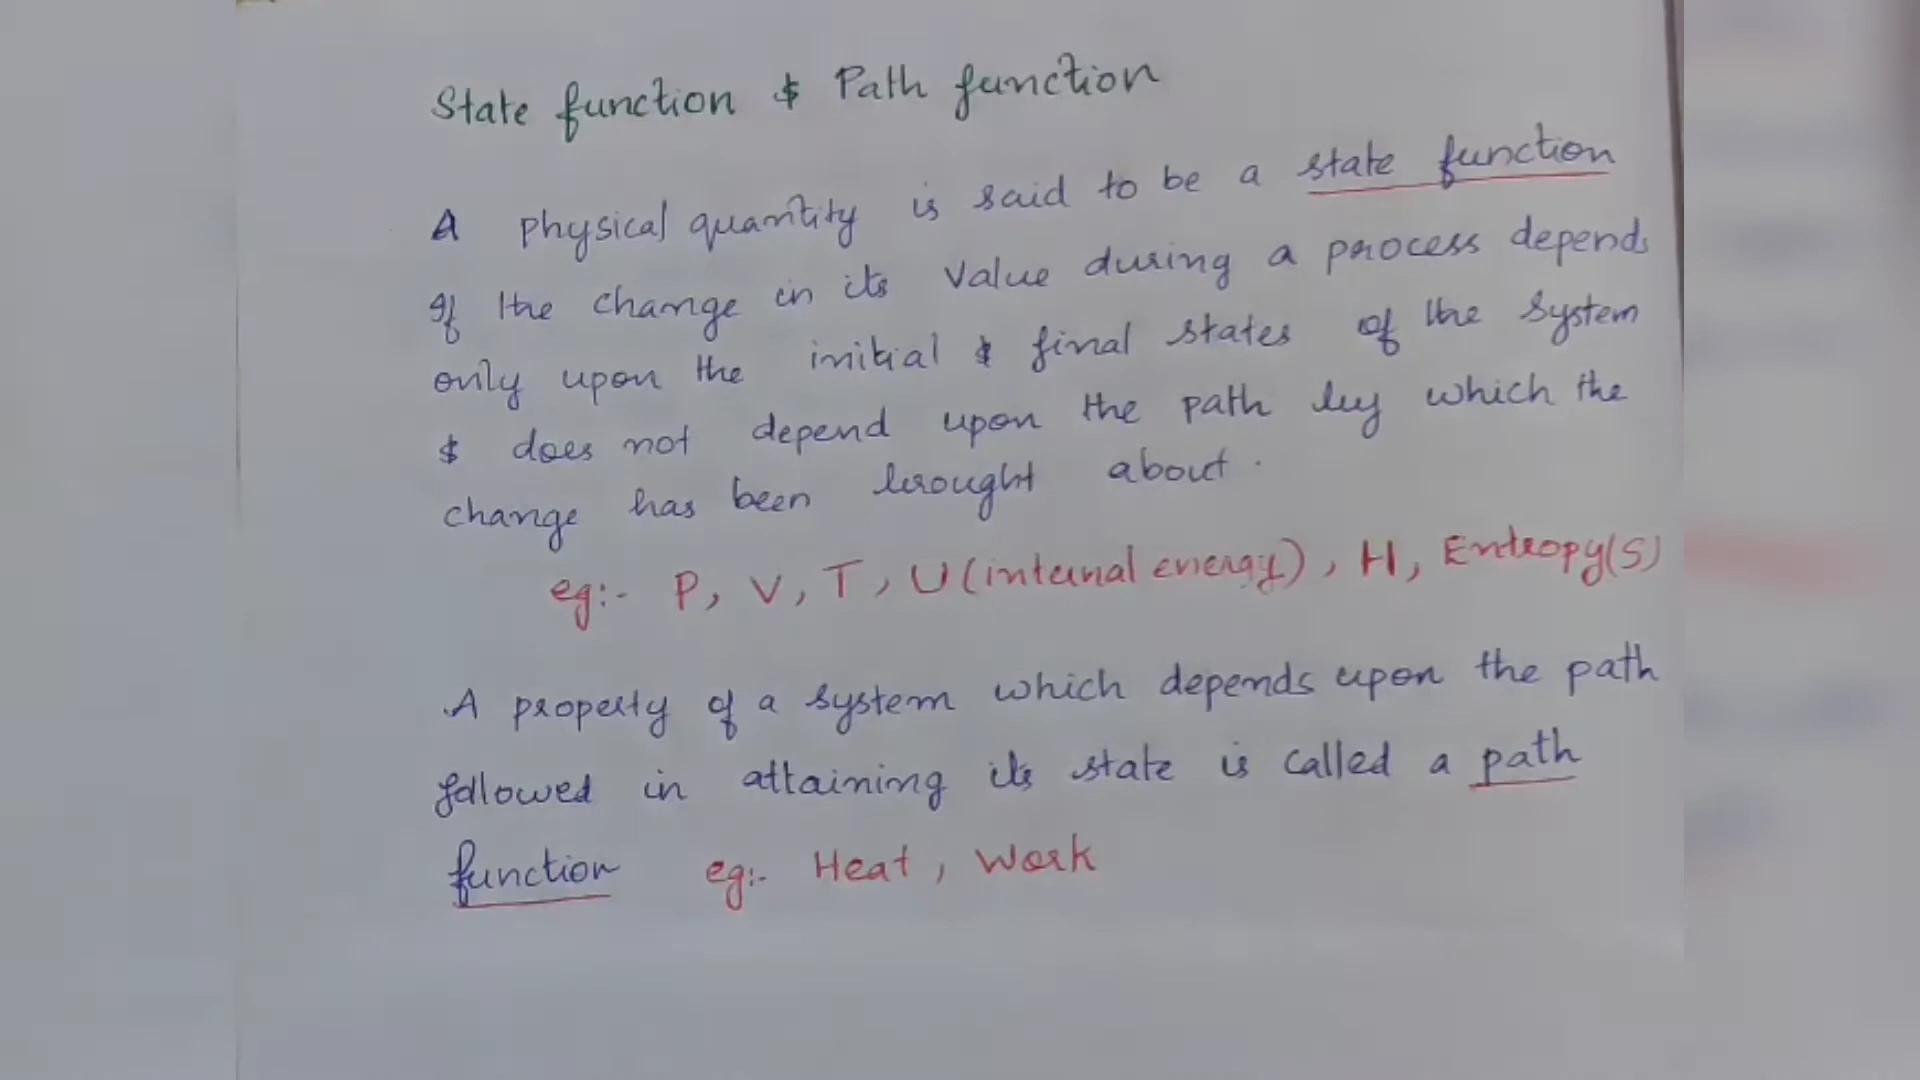 State function & Path function
A physical quantity is said to be a state function
If the change in its value during a process depends
only upon the initial & final states of the system
& does not depend upon the path by which the
change has been brought about.
eg:- P, V, T, U (internal energy), H, Entropy(S)
A property of a system which depends upon the path
followed in attaining its state is called a path
function eg:- Heat, Work